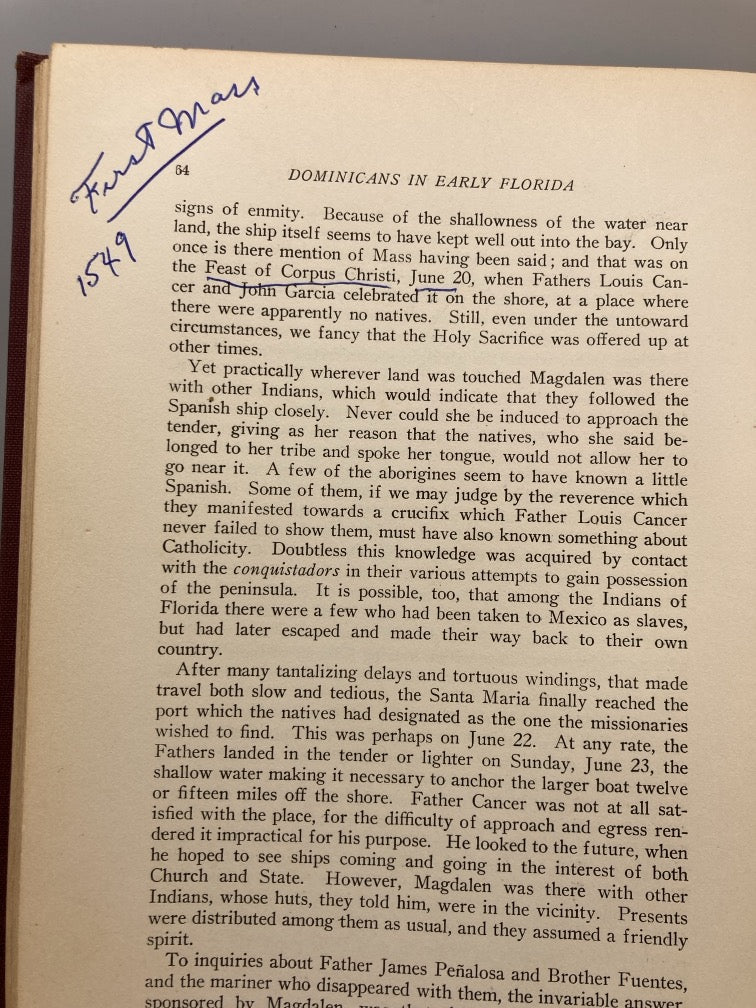 First Mass
1549
64 DOMINICANS IN EARLY FLORIDA
signs of enmity. Because of the shallowness of the water near
land, the ship itself seems to have kept well out into the bay. Only
once is there mention of Mass having been said; and that was on
the Feast of Corpus Christi, June 20, when Fathers Louis Can-
cer and John Garcia celebrated it on the shore, at a place where
there were apparently no natives. Still, even under the untoward
circumstances, we fancy that the Holy Sacrifice was offered up at
other times.
Yet practically wherever land was touched Magdalen was there
with other Indians, which would indicate that they followed the
Spanish ship closely. Never could she be induced to approach the
tender, giving as her reason that the natives, who she said be-
longed to her tribe and spoke her tongue, would not allow her to
go near it. A few of the aborigines seem to have known a little
Spanish. Some of them, if we may judge by the reverence which
they manifested towards a crucifix which Father Louis Cancer
never failed to show them, must have also known something about
Catholicity. Doubtless this knowledge was acquired by contact
with the conquistadors in their various attempts to gain possession
of the peninsula. It is possible, too, that among the Indians of
Florida there were a few who had been taken to Mexico as slaves,
but had later escaped and made their way back to their own
country.
After many tantalizing delays and tortuous windings, that made
travel both slow and tedious, the Santa Maria finally reached the
port which the natives had designated as the one the missionaries
wished to find. This was perhaps on June 22. At any rate, the
Fathers landed in the tender or lighter on Sunday, June 23, the
shallow water making it necessary to anchor the larger boat twelve
or fifteen miles off the shore. Father Cancer was not at all sat-
isfied with the place, for the difficulty of approach and egress ren-
dered it impractical for his purpose. He looked to the future, when
he hoped to see ships coming and going in the interest of both
Church and State. However, Magdalen was there with other
Indians, whose huts, they told him, were in the vicinity. Presents
were distributed among them as usual, and they assumed a friendly
spirit.
To inquiries about Father James Peñalosa and Brother Fuentes,
and the mariner who disappeared with them, the invariable answer,
sponsored by Magdalen, was that